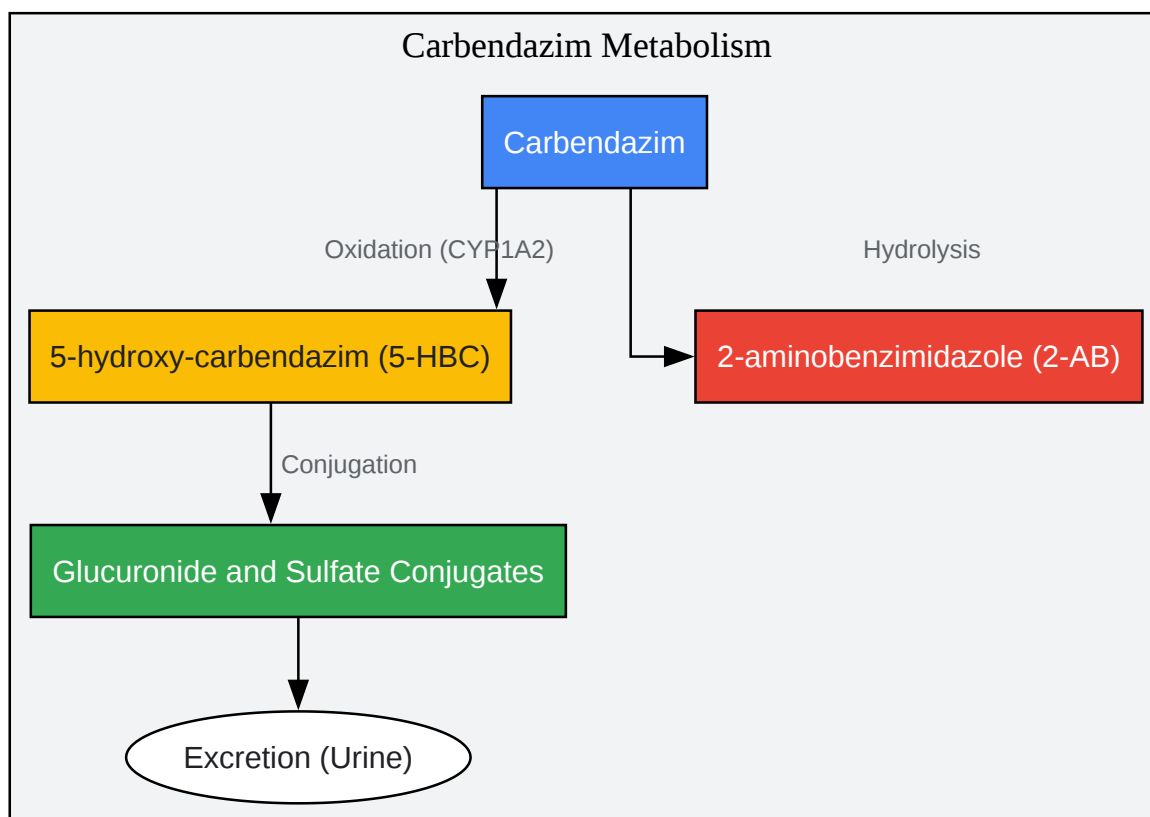 Carbendazim Metabolism
Carbendazim
Oxidation (CYP1A2)
Hydrolysis
5-hydroxy-carbendazim (5-HBC)
2-aminobenzimidazole (2-AB)
Conjugation
Glucuronide and Sulfate Conjugates
Excretion (Urine)